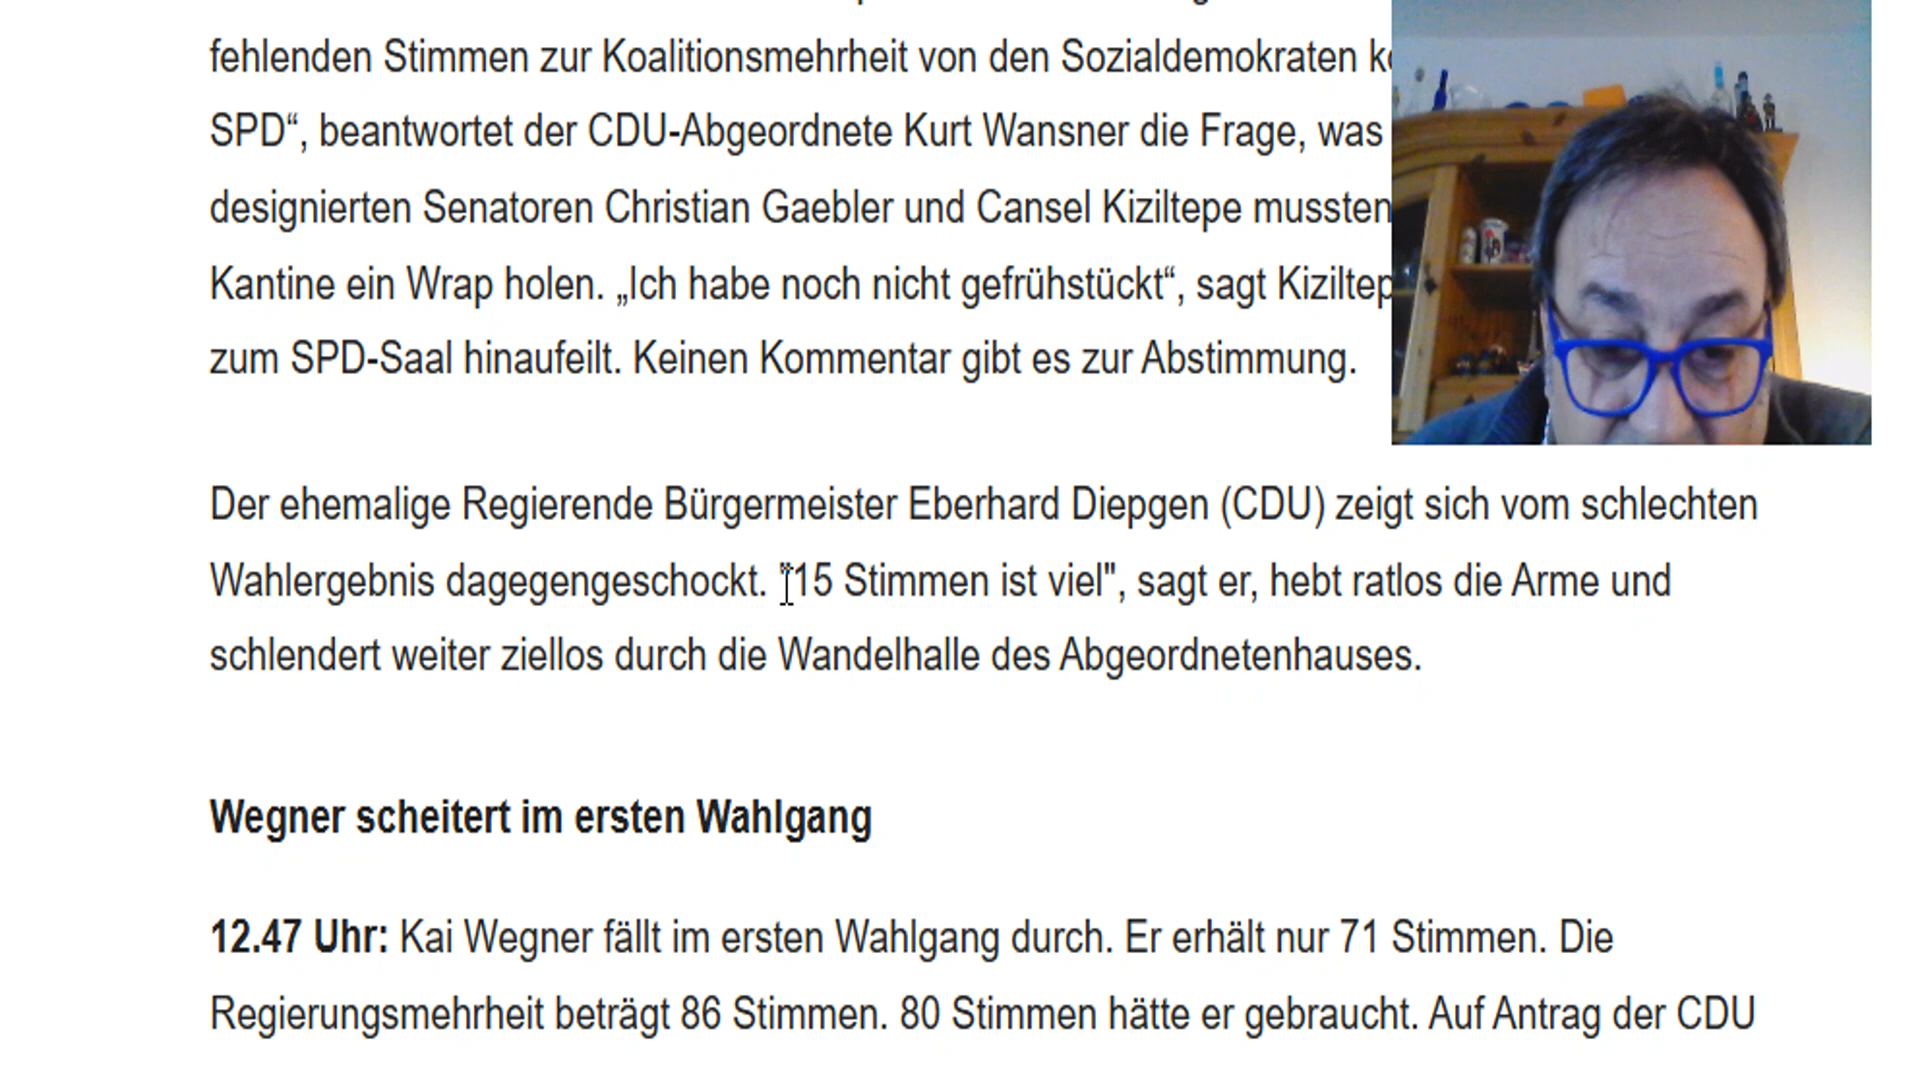 fehlenden Stimmen zur Koalitionsmehrheit von den Sozialdemokraten
SPD“, beantwortet der CDU-Abgeordnete Kurt Wansner die Frage, was
designierten Senatoren Christian Gaebler und Cansel Kiziltepe mussten
Kantine ein Wrap holen. „Ich habe noch nicht gefrühstückt“, sagt Kiziltep
zum SPD-Saal hinaufeilt. Keinen Kommentar gibt es zur Abstimmung.
Der ehemalige Regierende Bürgermeister Eberhard Diepgen (CDU) zeigt sich vom schlechten
Wahlergebnis dagegengeschockt. "15 Stimmen ist viel", sagt er, hebt ratlos die Arme und
schlendert weiter ziellos durch die Wandelhalle des Abgeordnetenhauses.
Wegner scheitert im ersten Wahlgang
12.47 Uhr: Kai Wegner fällt im ersten Wahlgang durch. Er erhält nur 71 Stimmen. Die
Regierungsmehrheit beträgt 86 Stimmen. 80 Stimmen hätte er gebraucht. Auf Antrag der CDU